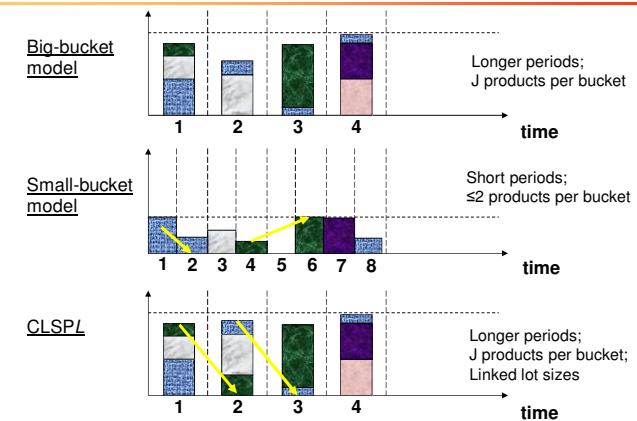 Big-bucket
model
Longer periods;
J products per bucket
1 2 3 4
time
Small-bucket
model
Short periods;
≤2 products per bucket
1 2 3 4 5 6 7 8
time
CLSPL
Longer periods;
J products per bucket;
Linked lot sizes
1 2 3 4
time